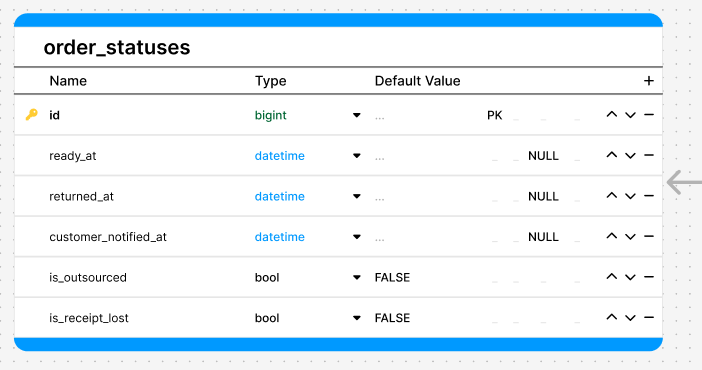 order_statuses
Name Type Default Value +
id bigint ... PK
ready_at datetime ... NULL
returned_at datetime ... NULL
customer_notified_at datetime ... NULL
is_outsourced bool FALSE
is_receipt_lost bool FALSE